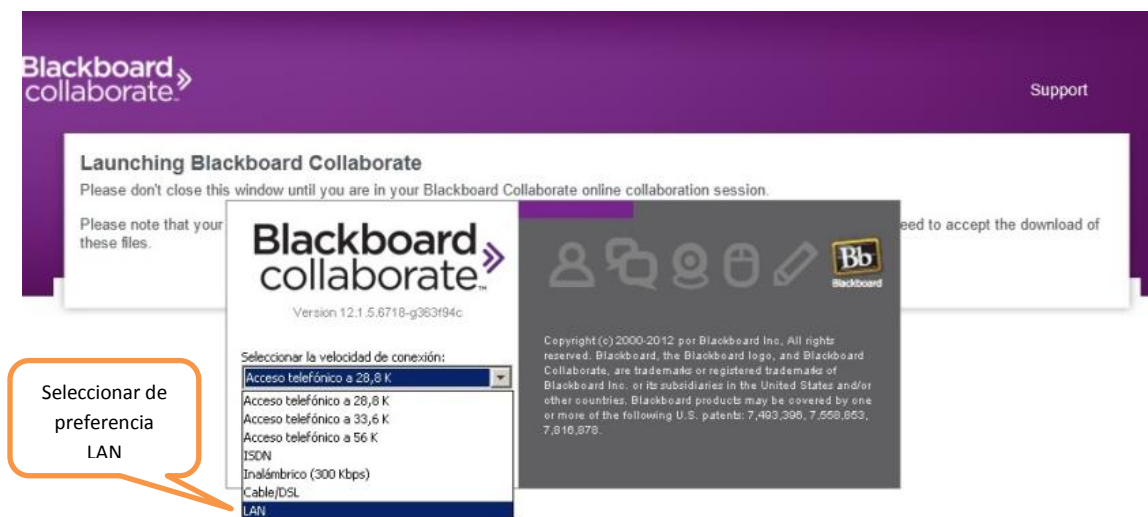 Blackboard
collaborate™
Support
Launching Blackboard Collaborate
Please don't close this window until you are in your Blackboard Collaborate online collaboration session.
Please note that your
eed to accept the download of
these files.
Blackboard
collaborate™
Version 12.1.5.6718-g363f94c
Seleccionar la velocidad de conexión:
Acceso telefónico a 28,8 K
Acceso telefónico a 28,8 K
Acceso telefónico a 33,6 K
Acceso telefónico a 56 K
ISDN
Inalámbrico (300 Kbps)
Cable/DSL
LAN
Bb
Blackboard
Copyright (c) 2000-2012 por Blackboard Inc, All rights
reserved. Blackboard, the Blackboard logo, and Blackboard
Collaborate, are trademarks or registered trademarks of
Blackboard Inc. or its subsidiaries in the United States and/or
other countries. Blackboard products may be covered by one
or more of the following U.S. patents: 7,493,396, 7,558,853,
7,816,878.
Seleccionar de
preferencia
LAN